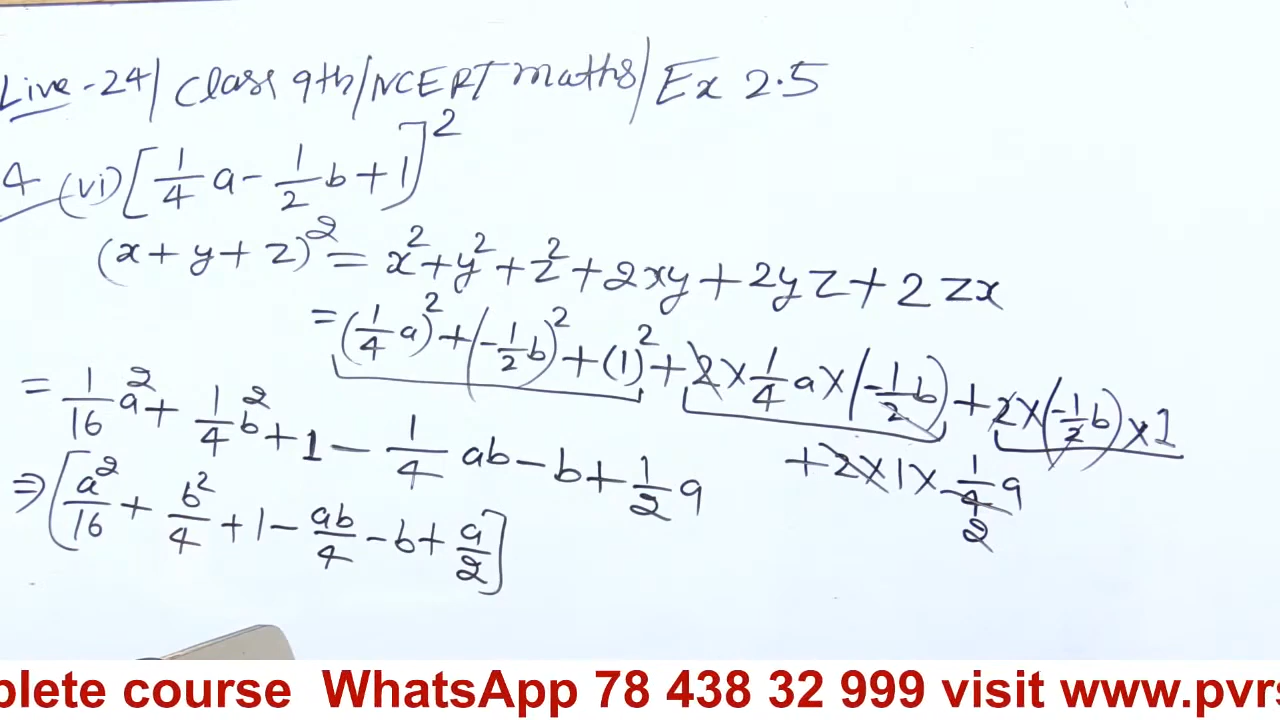 Live-24/ Class 9th/NCERT maths/ Ex 2.5
4 (vi) [1/4 a - 1/2 b + 1]²
(x + y + z)² = x² + y² + z² + 2xy + 2yz + 2zx
= (1/4 a)² + (-1/2 b)² + (1)² + 2 × 1/4 a × (-1/2 b) + 2 × (-1/2 b) × 1
+ 2 × 1 × 1/4 a
2
= 1/16 a² + 1/4 b² + 1 - 1/4 ab - b + 1/2 a
⇒ [a²/16 + b²/4 + 1 - ab/4 - b + a/2]
plete course WhatsApp 78 438 32 999 visit www.pvrs